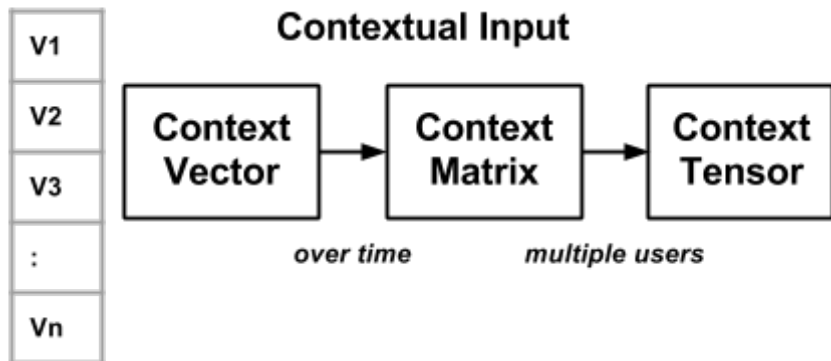 Contextual Input
V1
V2
V3
:
Vn
Context
Vector
Context
Matrix
Context
Tensor
over time
multiple users